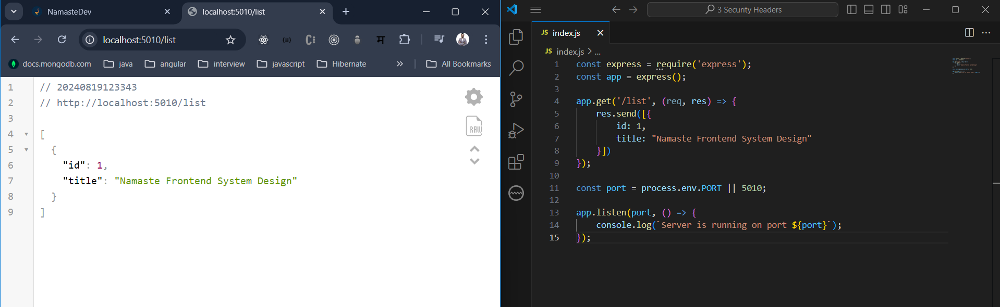 NamasteDev
localhost:5010/list
localhost:5010/list
docs.mongodb.com java angular interview javascript Hibernate » All Bookmarks
1 // 20240819123343
2 // http://localhost:5010/list
3
4 [
5 {
6 "id": 1,
7 "title": "Namaste Frontend System Design"
8 }
9 ]
RAW
3 Security Headers
JS index.js
JS index.js > ...
1 const express = require('express');
2 const app = express();
3
4 app.get('/list', (req, res) => {
5 res.send([{
6 id: 1,
7 title: "Namaste Frontend System Design"
8 }])
9 });
10
11 const port = process.env.PORT || 5010;
12
13 app.listen(port, () => {
14 console.log(`Server is running on port ${port}`);
15 });